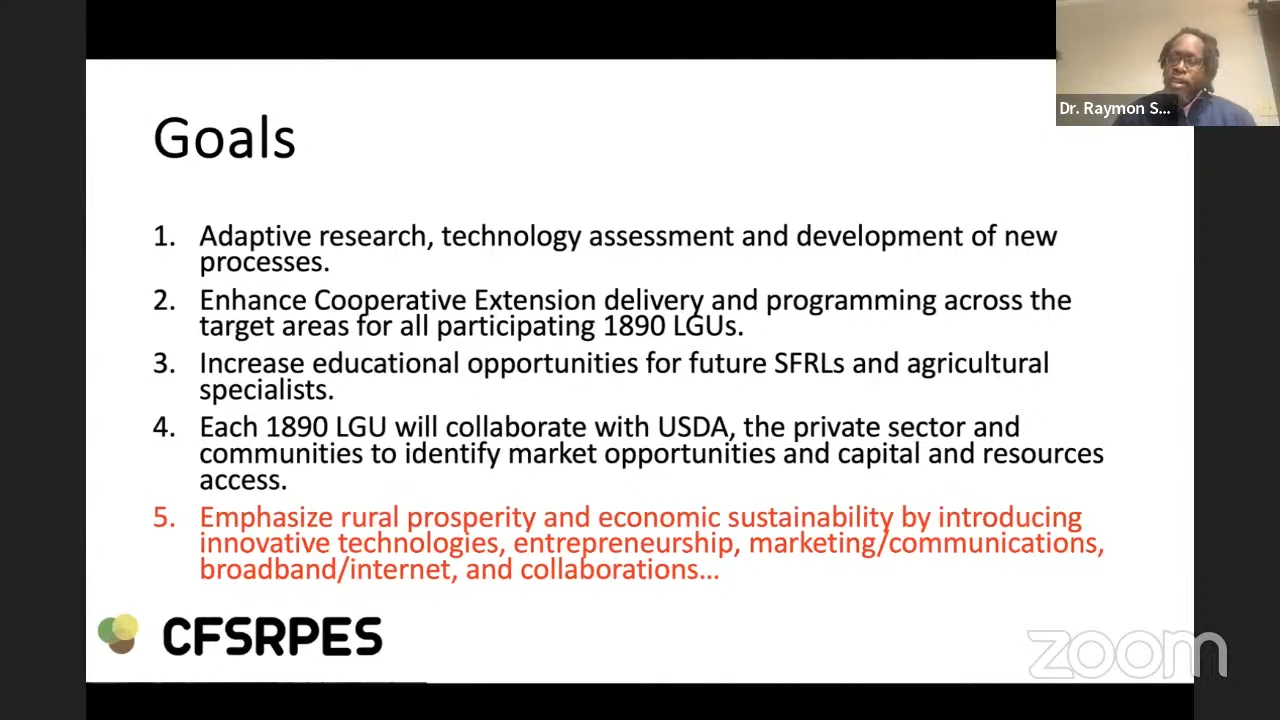 Dr. Raymon S...
Goals
1. Adaptive research, technology assessment and development of new
processes.
2. Enhance Cooperative Extension delivery and programming across the
target areas for all participating 1890 LGUs.
3. Increase educational opportunities for future SFRLs and agricultural
specialists.
4. Each 1890 LGU will collaborate with USDA, the private sector and
communities to identify market opportunities and capital and resources
access.
5. Emphasize rural prosperity and economic sustainability by introducing
innovative technologies, entrepreneurship, marketing/communications,
broadband/internet, and collaborations...
CFSRPES
zoom